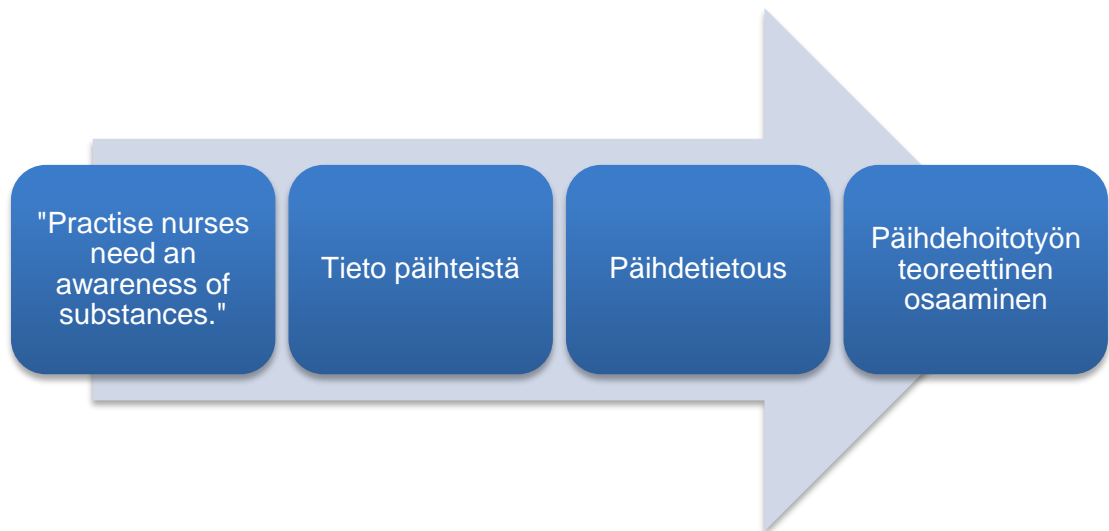 "Practise nurses
need an
awareness of
substances."
Tieto päihteistä
Päihdetietous
Päihdehoitotyön
teoreettinen
osaaminen